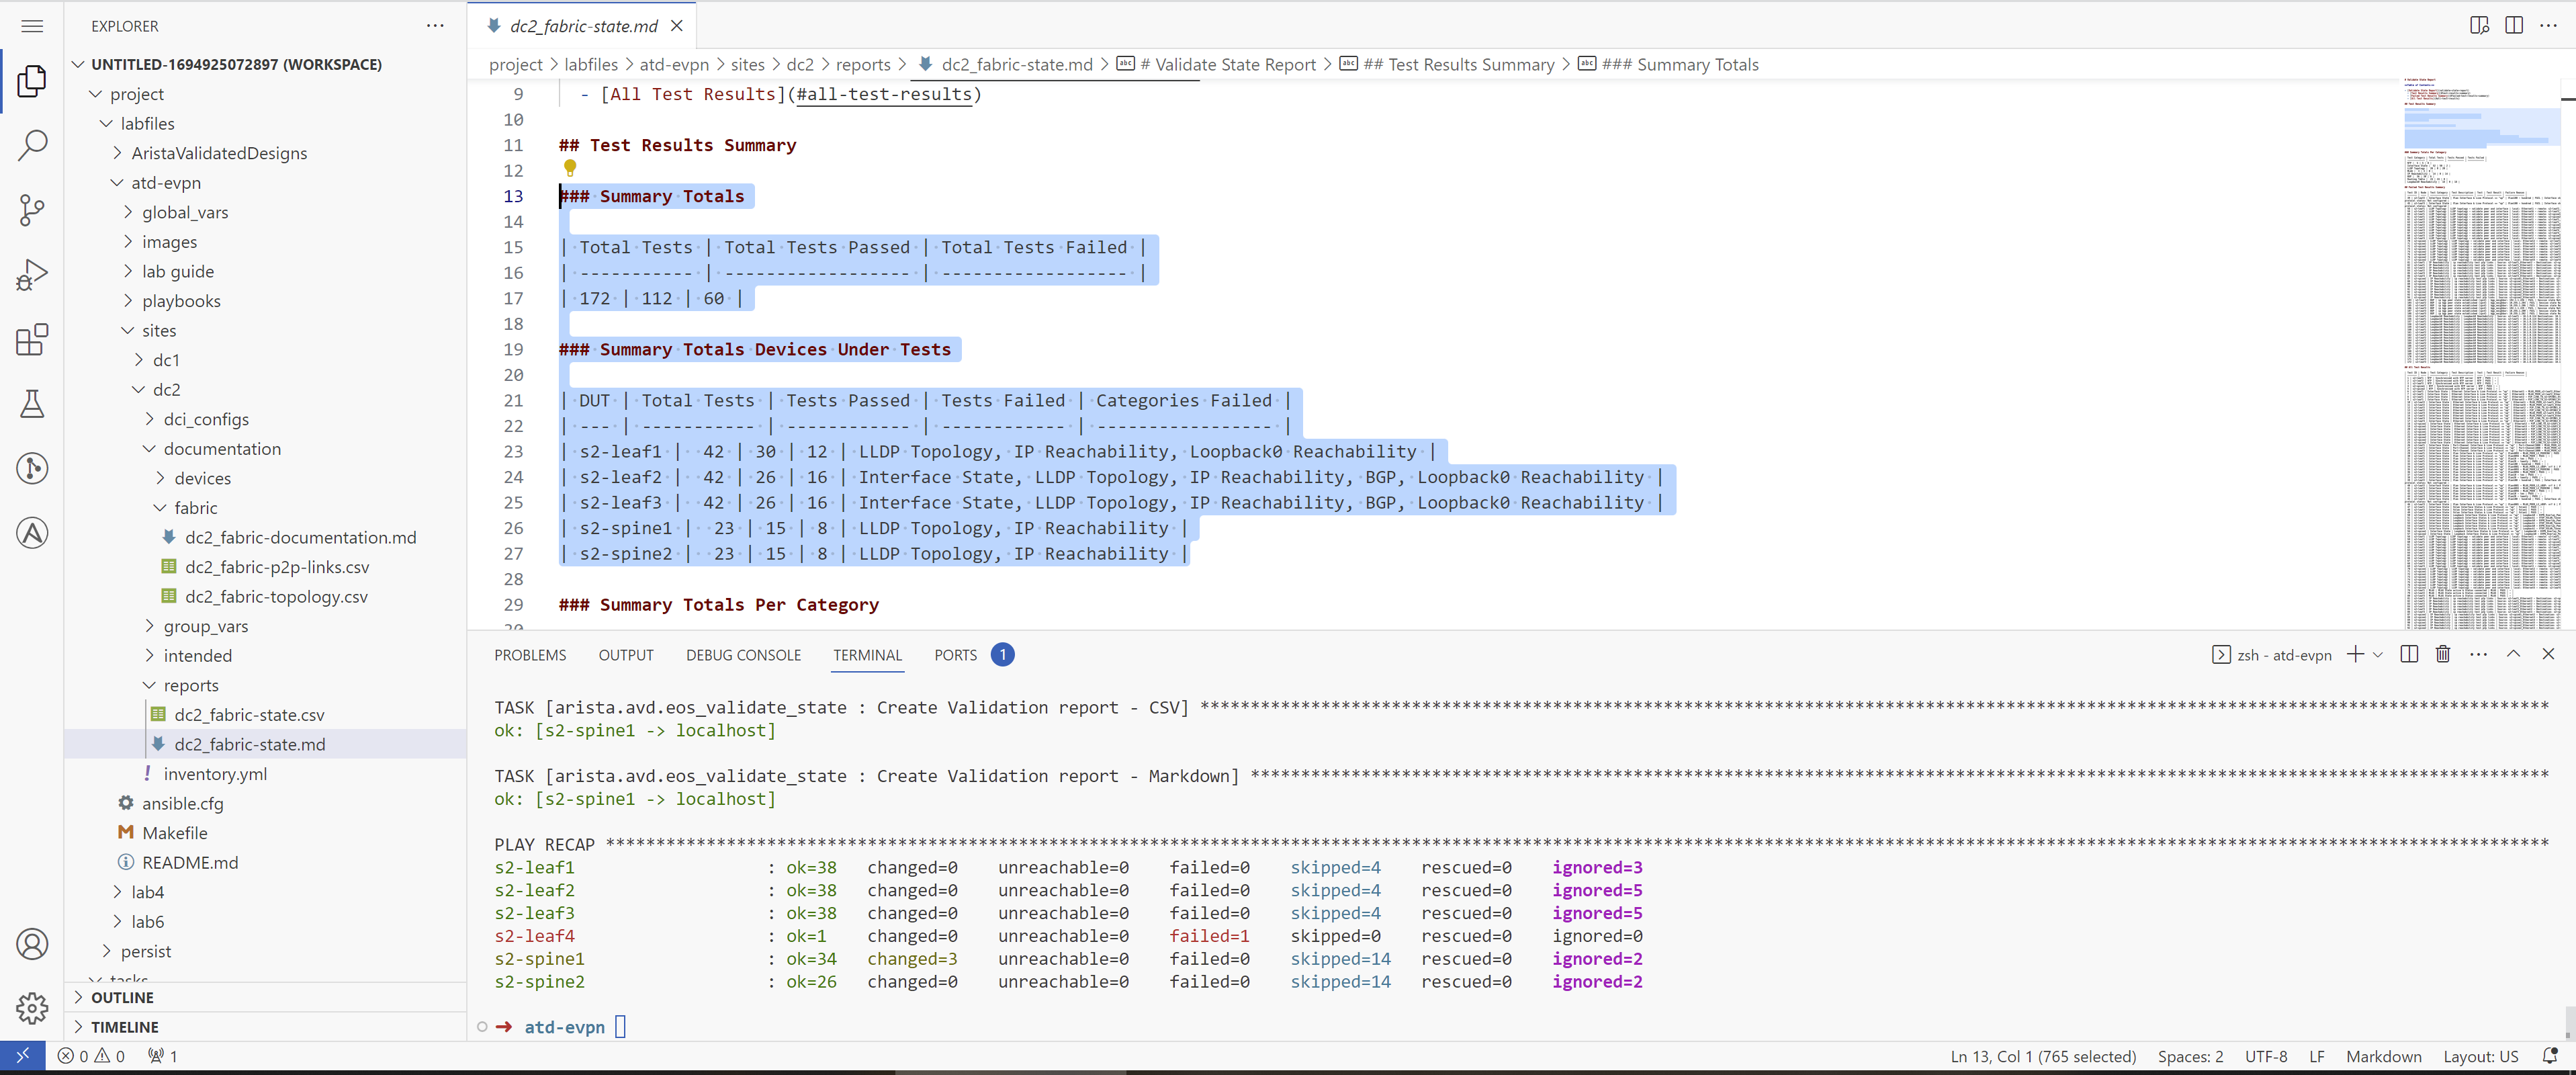 EXPLORER
UNTITLED-1694925072897 (WORKSPACE)
project
labfiles
AristaValidatedDesigns
atd-evpn
global_vars
images
lab guide
playbooks
sites
dc1
dc2
dci_configs
documentation
devices
fabric
dc2_fabric-documentation.md
dc2_fabric-p2p-links.csv
dc2_fabric-topology.csv
group_vars
intended
reports
dc2_fabric-state.csv
dc2_fabric-state.md
inventory.yml
ansible.cfg
Makefile
README.md
lab4
lab6
persist
tasks
OUTLINE
TIMELINE
dc2_fabric-state.md
project > labfiles > atd-evpn > sites > dc2 > reports > dc2_fabric-state.md > # Validate State Report > ## Test Results Summary > ### Summary Totals
9 - [All Test Results](#all-test-results)
10
11 ## Test Results Summary
12
13 ### Summary Totals
14
15 | Total Tests | Total Tests Passed | Total Tests Failed |
16 | ----------- | ------------------ | ------------------ |
17 | 172 | 112 | 60 |
18
19 ### Summary Totals Devices Under Tests
20
21 | DUT | Total Tests | Tests Passed | Tests Failed | Categories Failed |
22 | --- | ----------- | ------------ | ------------ | ----------------- |
23 | s2-leaf1 |  42 | 30 | 12 | LLDP Topology, IP Reachability, Loopback0 Reachability |
24 | s2-leaf2 |  42 | 26 | 16 | Interface State, LLDP Topology, IP Reachability, BGP, Loopback0 Reachability |
25 | s2-leaf3 |  42 | 26 | 16 | Interface State, LLDP Topology, IP Reachability, BGP, Loopback0 Reachability |
26 | s2-spine1 |  23 | 15 | 8 | LLDP Topology, IP Reachability |
27 | s2-spine2 |  23 | 15 | 8 | LLDP Topology, IP Reachability |
28
29 ### Summary Totals Per Category
30
PROBLEMS OUTPUT DEBUG CONSOLE TERMINAL PORTS 1
zsh - atd-evpn
TASK [arista.avd.eos_validate_state : Create Validation report - CSV] ****
ok: [s2-spine1 -> localhost]
TASK [arista.avd.eos_validate_state : Create Validation report - Markdown] ****
ok: [s2-spine1 -> localhost]
PLAY RECAP ****
s2-leaf1 : ok=38 changed=0 unreachable=0 failed=0 skipped=4 rescued=0 ignored=3
s2-leaf2 : ok=38 changed=0 unreachable=0 failed=0 skipped=4 rescued=0 ignored=5
s2-leaf3 : ok=38 changed=0 unreachable=0 failed=0 skipped=4 rescued=0 ignored=5
s2-leaf4 : ok=1 changed=0 unreachable=0 failed=1 skipped=0 rescued=0 ignored=0
s2-spine1 : ok=34 changed=3 unreachable=0 failed=0 skipped=14 rescued=0 ignored=2
s2-spine2 : ok=26 changed=0 unreachable=0 failed=0 skipped=14 rescued=0 ignored=2
atd-evpn
0 0 1
Ln 13, Col 1 (765 selected) Spaces: 2 UTF-8 LF Markdown Layout: US